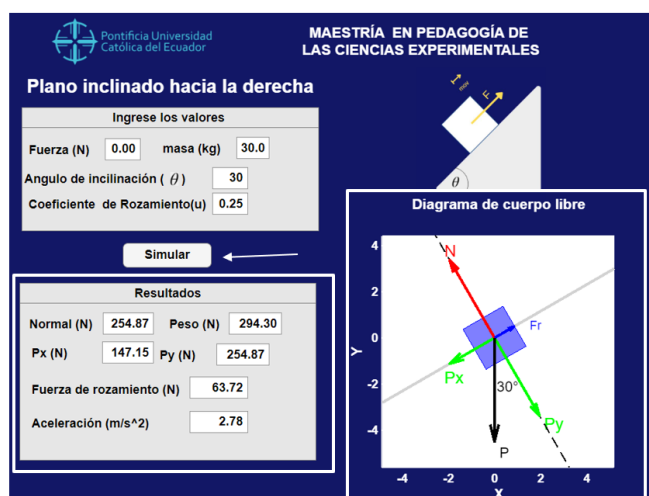 Pontificia Universidad
Católica del Ecuador
MAESTRÍA EN PEDAGOGÍA DE
LAS CIENCIAS EXPERIMENTALES
Plano inclinado hacia la derecha
Ingrese los valores
Fuerza (N) 0.00 masa (kg) 30.0
Angulo de incilinación ( θ ) 30
Coeficiente de Rozamiento(u) 0.25
Simular
Resultados
Normal (N) 254.87 Peso (N) 294.30
Px (N) 147.15 Py (N) 254.87
Fuerza de rozamiento (N) 63.72
Aceleración (m/s^2) 2.78
mov
F
θ
Diagrama de cuerpo libre
4
2
0
-2
-4
Y
N
Fr
Px
30°
Py
P
-4 -2 0 2 4
X